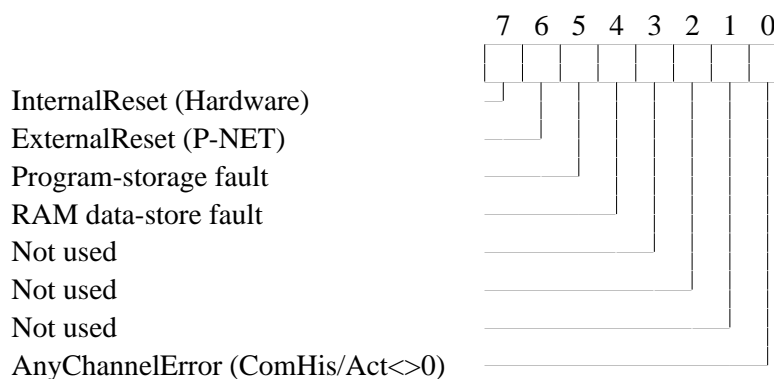 7 6 5 4 3 2 1 0
InternalReset (Hardware)
ExternalReset (P-NET)
Program-storage fault
RAM data-store fault
Not used
Not used
Not used
AnyChannelError (ComHis/Act<>0)